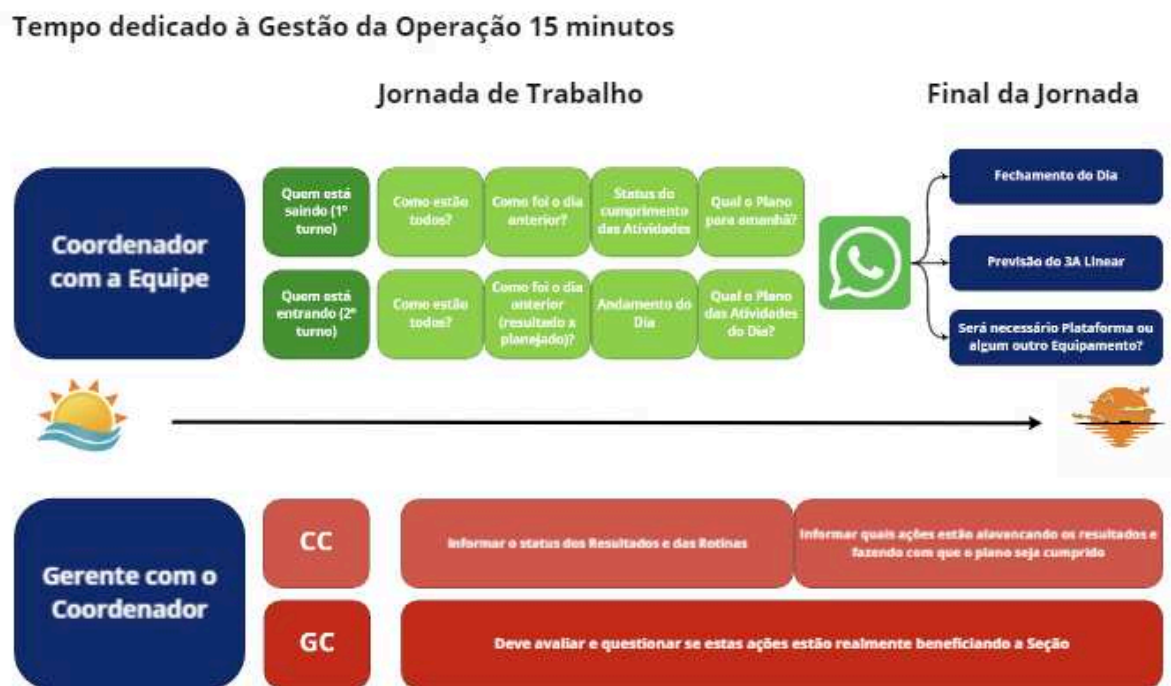 Tempo dedicado à Gestão da Operação 15 minutos
Jornada de Trabalho
Final da Jornada
Coordenador
com a Equipe
Quem está
saindo (1º
turno)
Como estão
todos?
Como foi o dia
anterior?
Status do
cumprimento
das Atividades
Qual o Plano
para amanhã?
Quem está
entrando (2º
turno)
Como estão
todos?
Como foi o dia
anterior
(resultado x
planejado)?
Andamento do
Dia
Qual o Plano
das Atividades
do Dia?
Fechamento do Dia
Previsão do 3A Linear
Será necessário Plataforma ou
algum outro Equipamento?
Gerente com o
Coordenador
CC
Informar o status dos Resultados e das Rotinas
Informar quais ações estão alavancando os resultados e
fazendo com que o plano seja cumprido
GC
Deve avaliar e questionar se estas ações estão realmente beneficiando a Seção